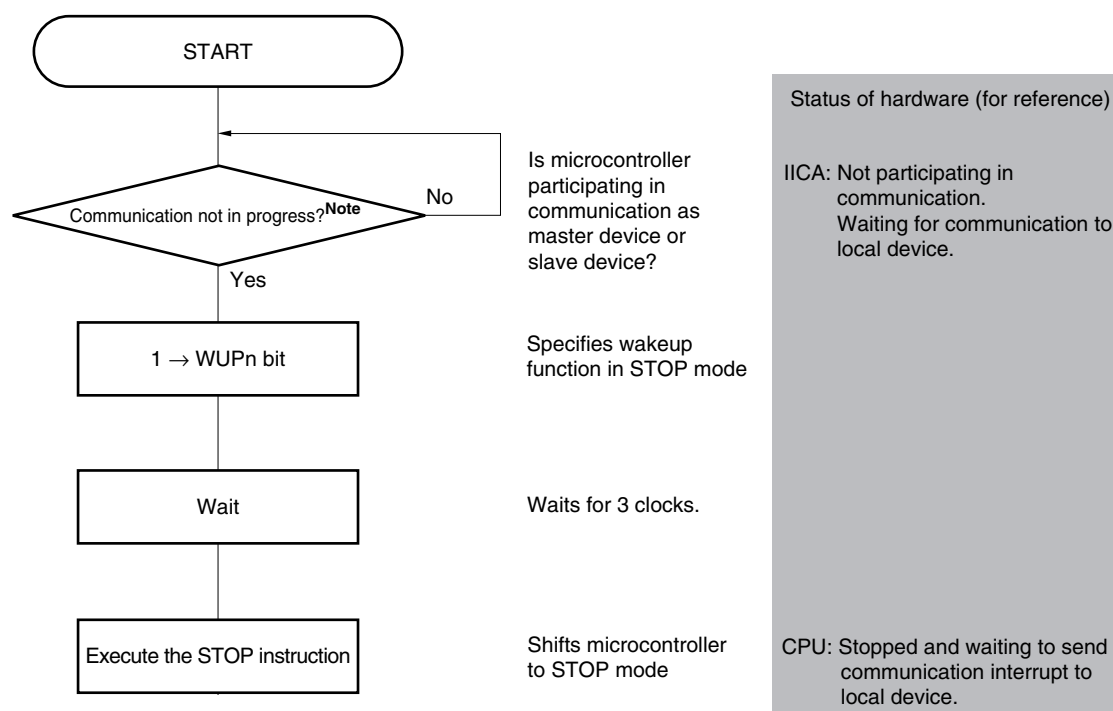 START
Status of hardware (for reference)
Communication not in progress?Note
No
Yes
Is microcontroller
participating in
communication as
master device or
slave device?
IICA: Not participating in
communication.
Waiting for communication to
local device.
1 → WUPn bit
Specifies wakeup
function in STOP mode
Wait
Waits for 3 clocks.
Execute the STOP instruction
Shifts microcontroller
to STOP mode
CPU: Stopped and waiting to send
communication interrupt to
local device.